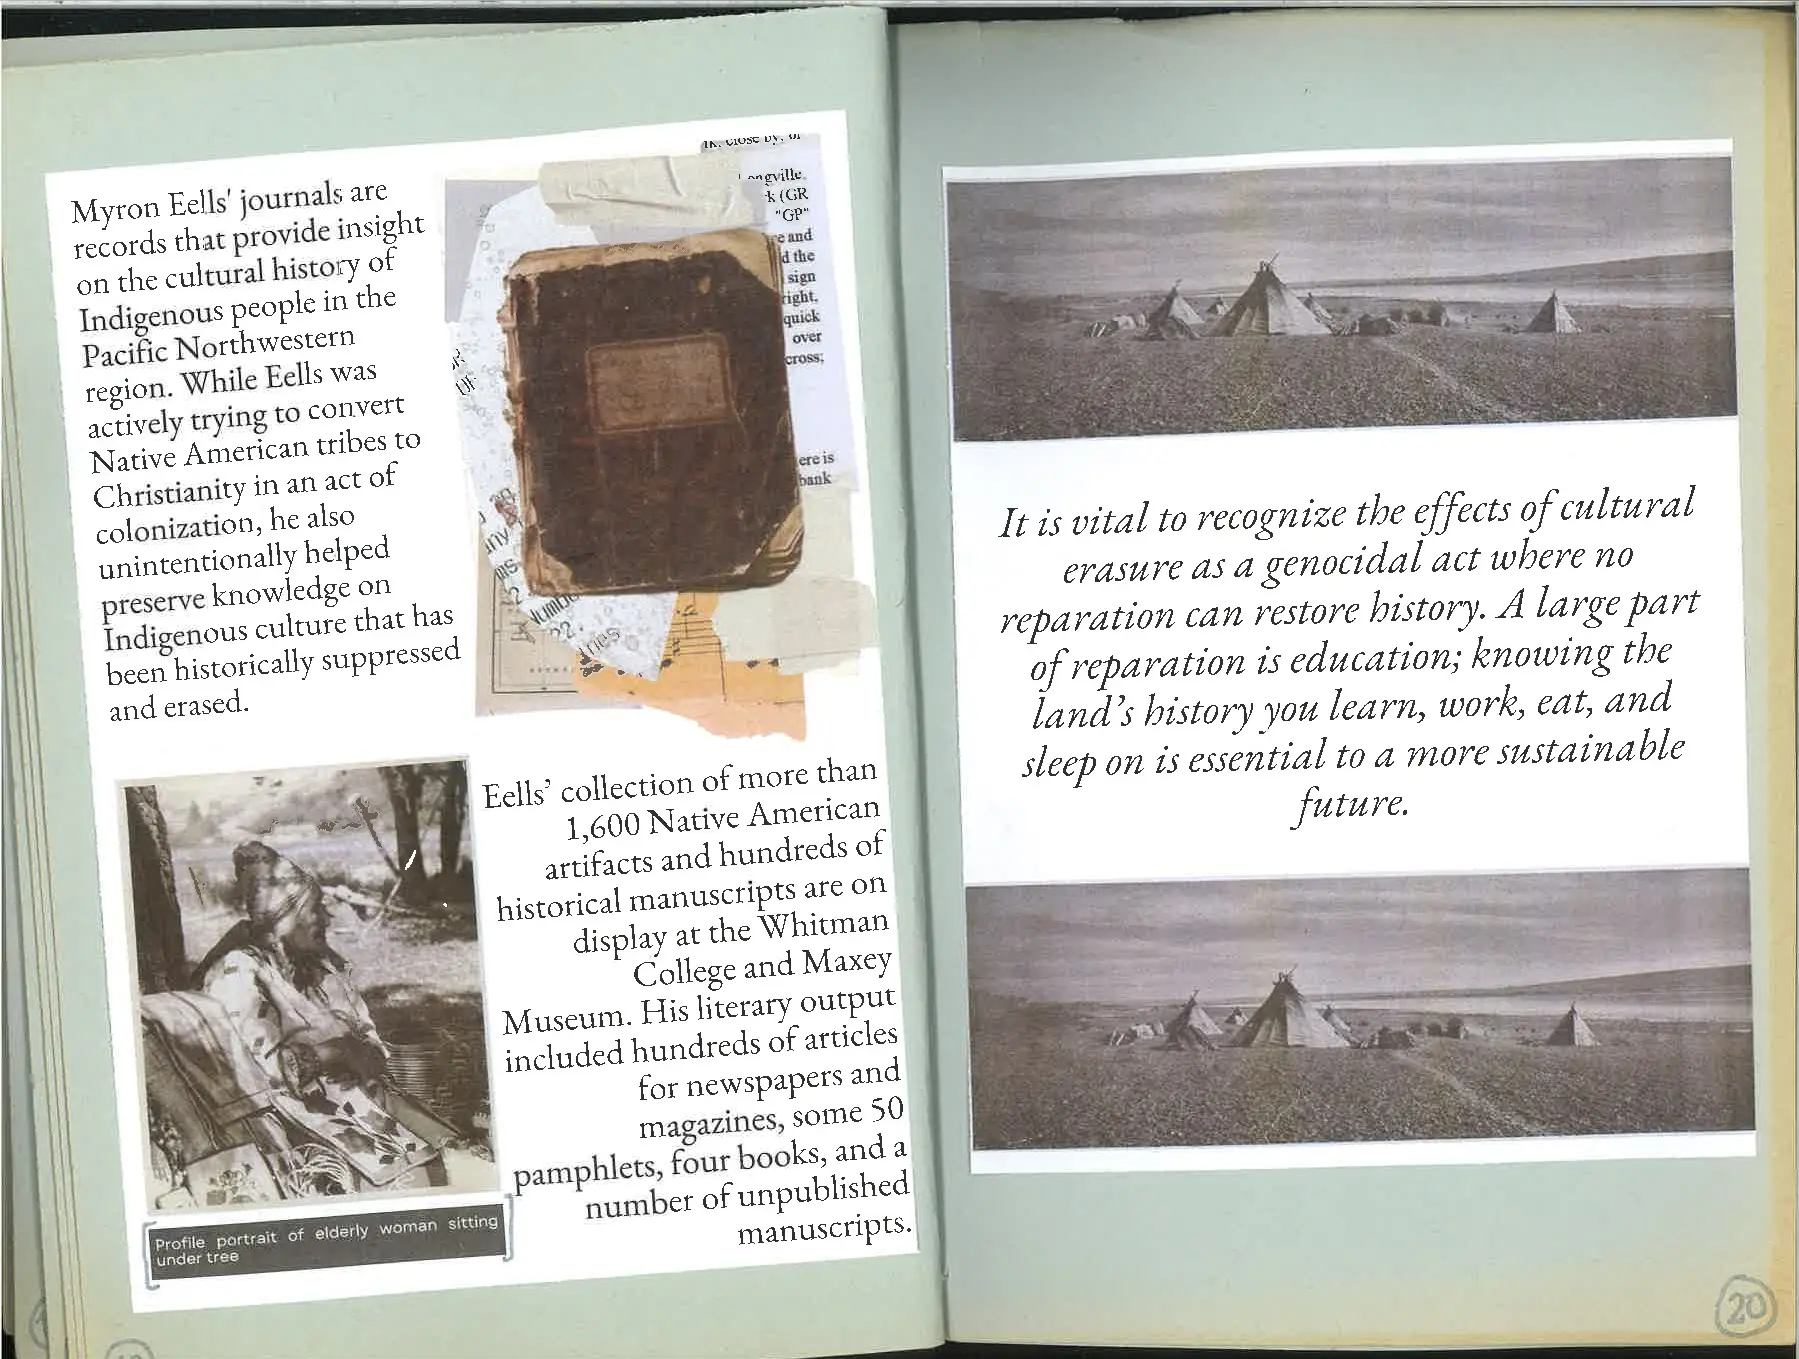 Myron Eells' journals are
records that provide insight
on the cultural history of
Indigenous people in the
Pacific Northwestern
region. While Eells was
actively trying to convert
Native American tribes to
Christianity in an act of
colonization, he also
unintentionally helped
preserve knowledge on
Indigenous culture that has
been historically suppressed
and erased.
close by, or
k (GR
"GP"
e and
d the
sign
right,
quick
over
cross;
ere is
bank
Eells’ collection of more than
1,600 Native American
artifacts and hundreds of
historical manuscripts are on
display at the Whitman
College and Maxey
Museum. His literary output
included hundreds of articles
for newspapers and
magazines, some 50
pamphlets, four books, and a
number of unpublished
manuscripts.
Profile portrait of elderly woman sitting
under tree
It is vital to recognize the effects of cultural
erasure as a genocidal act where no
reparation can restore history. A large part
of reparation is education; knowing the
land’s history you learn, work, eat, and
sleep on is essential to a more sustainable
future.
20